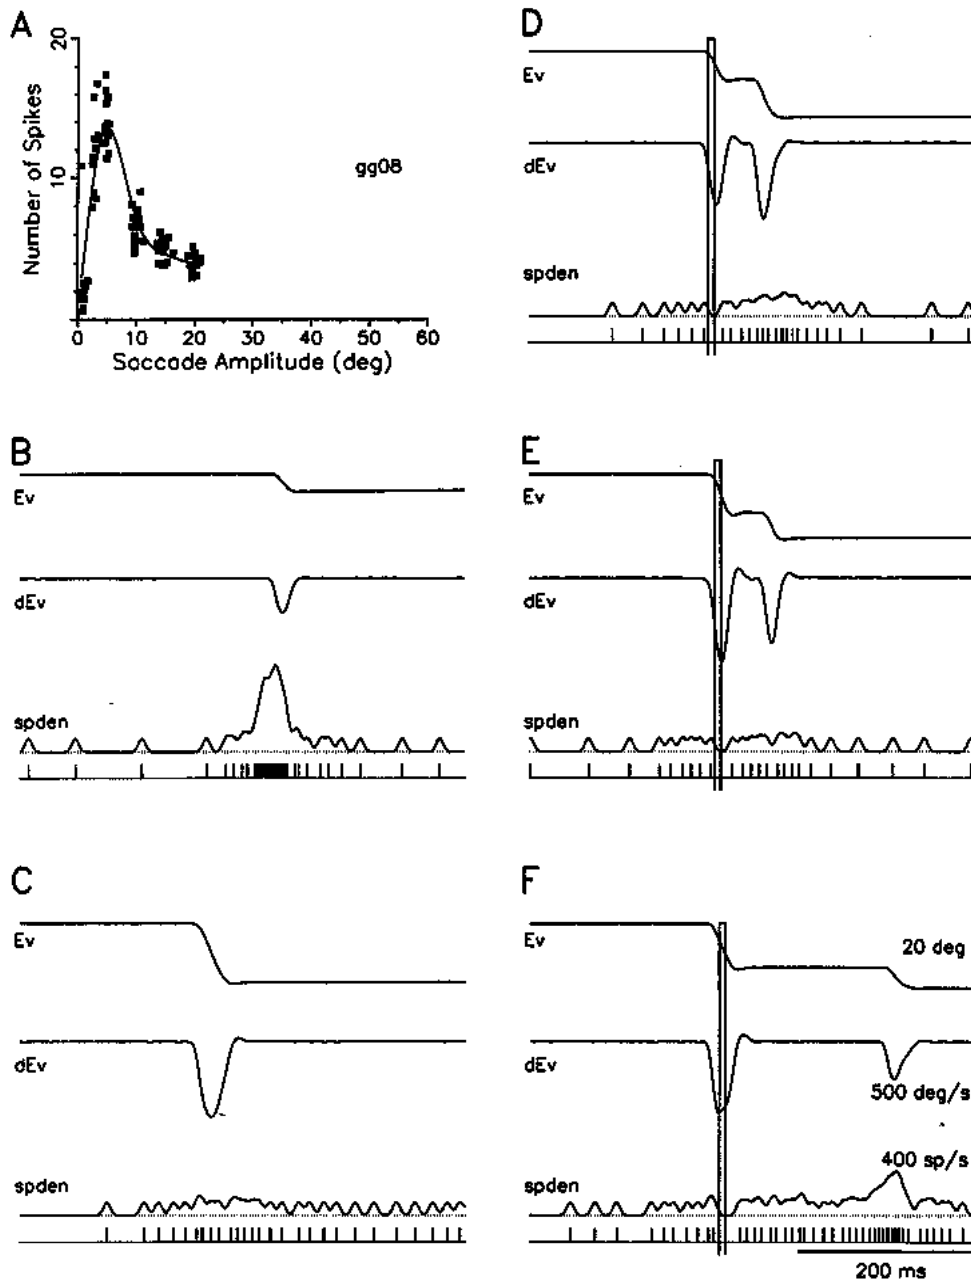 A
20
10
Number of Spikes
gg08
0 10 20 30 40 50 60
Saccade Amplitude (deg)
B
Ev
dEv
spden
C
Ev
dEv
spden
D
Ev
dEv
spden
E
Ev
dEv
spden
F
Ev
20 deg
dEv
500 deg/s
400 sp/s
spden
200 ms